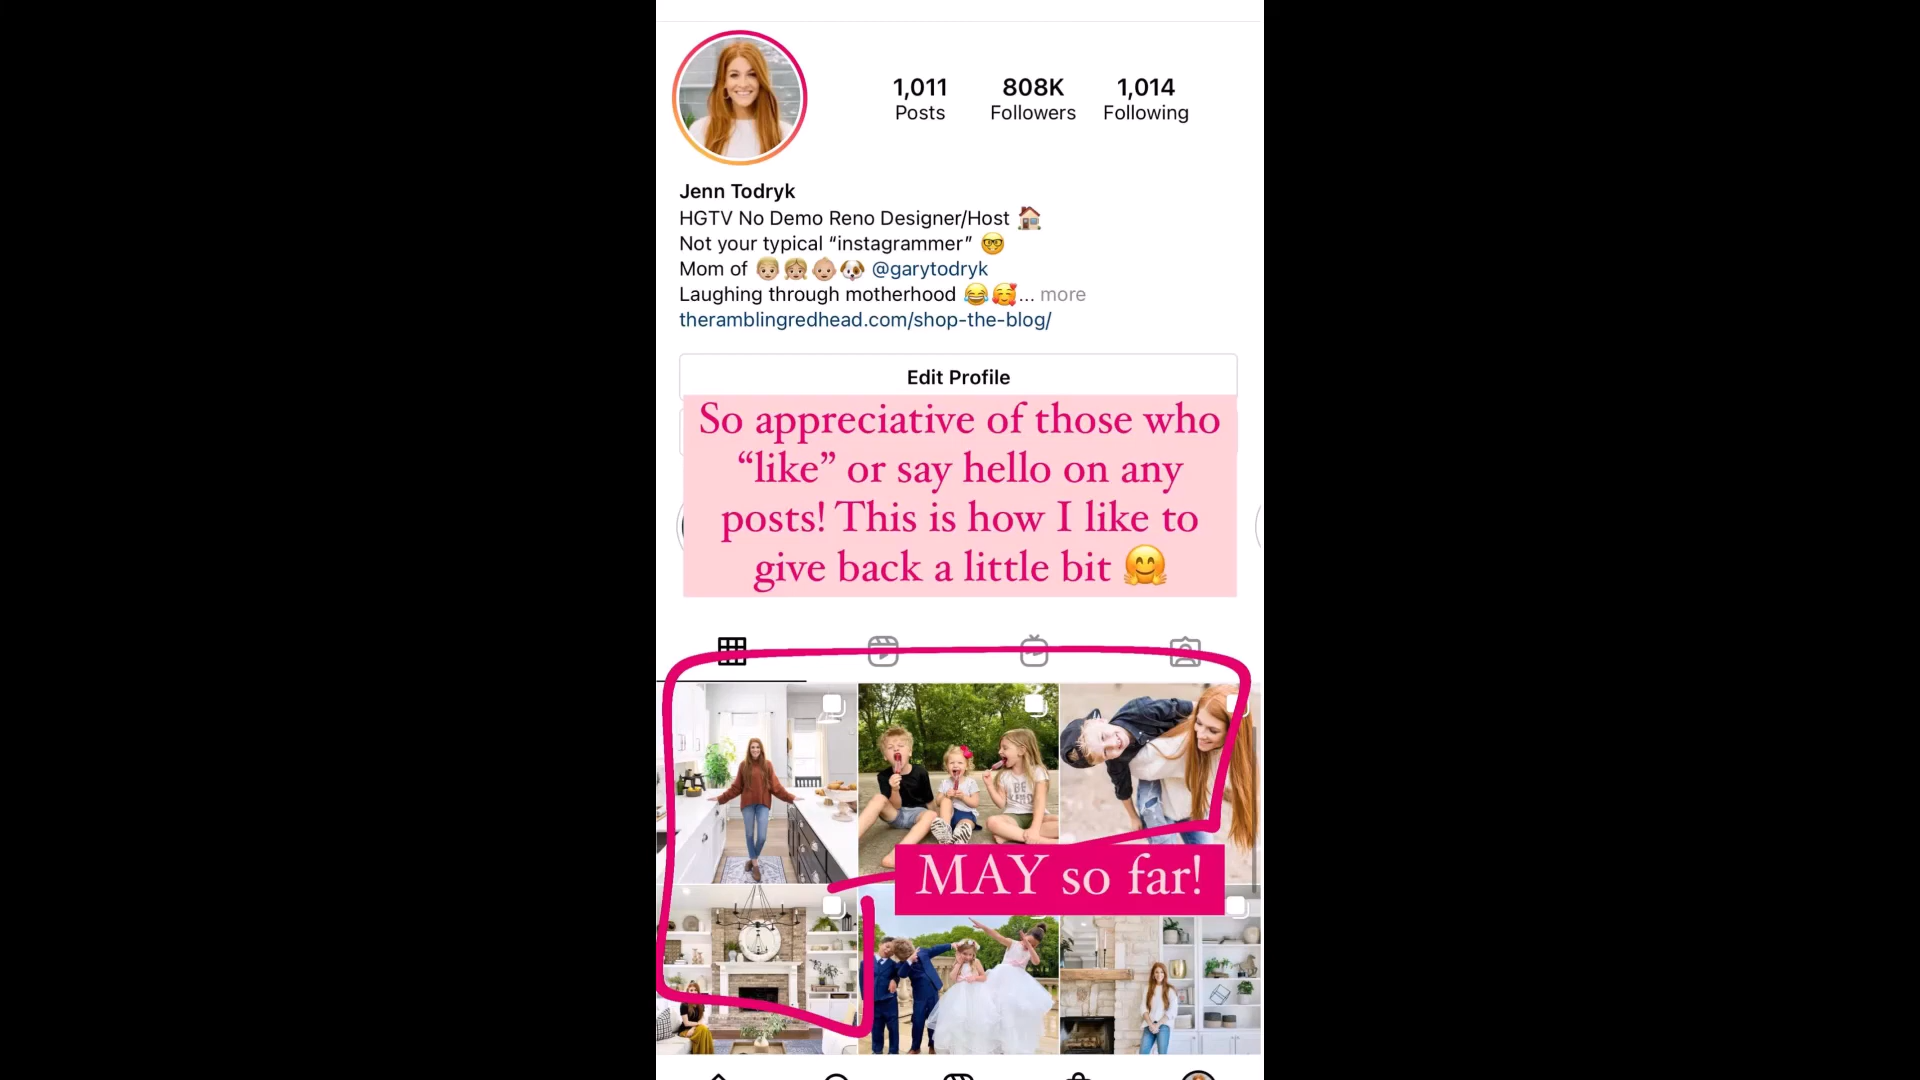 1,011 808K 1,014
Posts Followers Following
Jenn Todryk
HGTV No Demo Reno Designer/Host 🏠
Not your typical “instagrammer” 🤓
Mom of 👦🏼👧🏼👶🏼🐶 @garytodryk
Laughing through motherhood 😂🥰... more
theramblingredhead.com/shop-the-blog/
Edit Profile
So appreciative of those who
“like” or say hello on any
posts! This is how I like to
give back a little bit 🤗
BE
KIND
MAY so far!